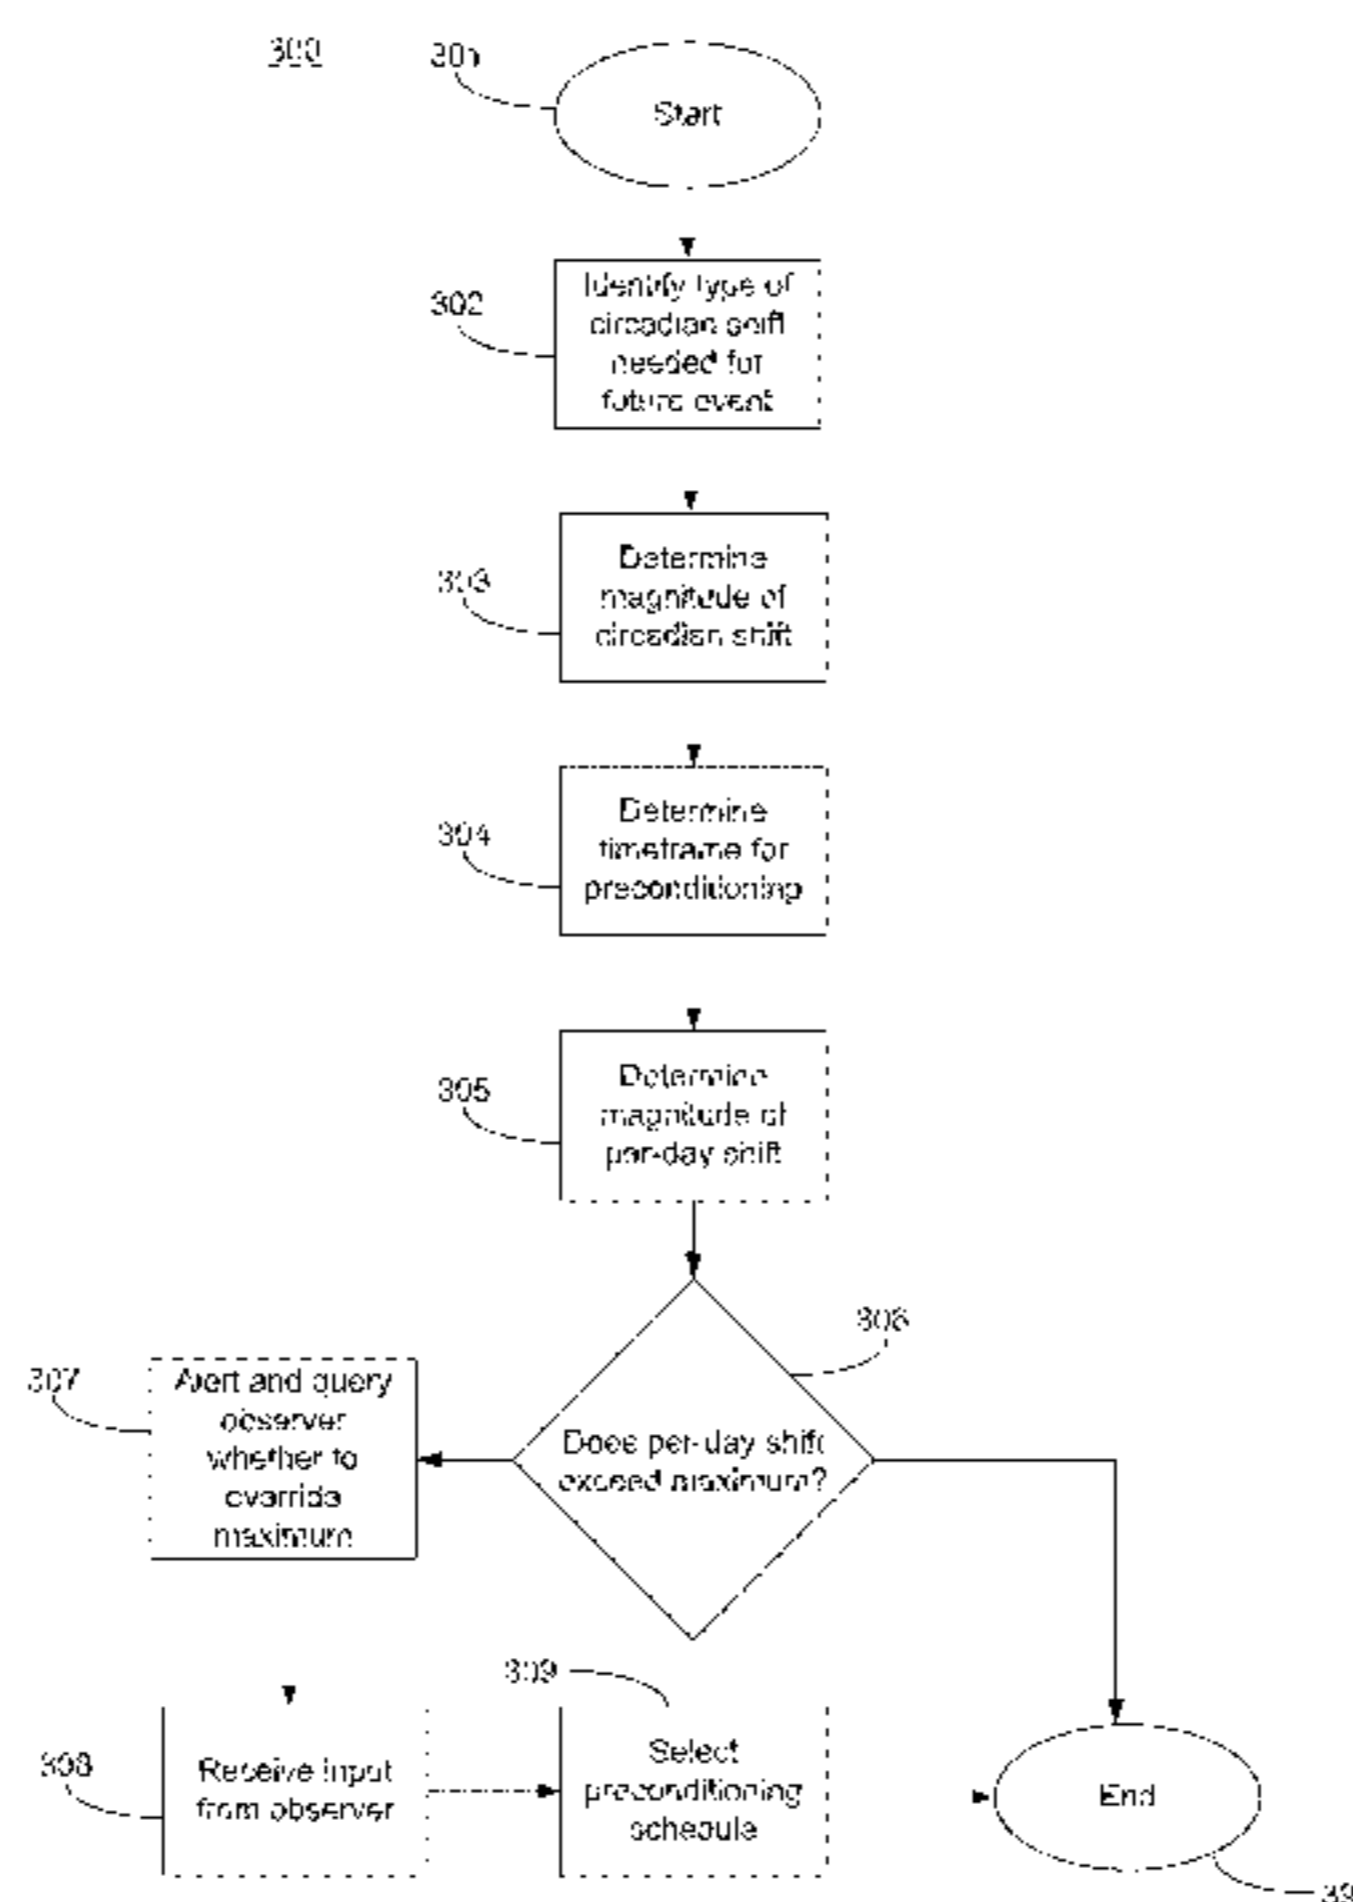 300
301
Start
302
Identify type of
circadian shift
needed for
future event
303
Determine
magnitude of
circadian shift
304
Determine
timeframe for
preconditioning
305
Determine
magnitude of
per-day shift
306
Does per-day shift
exceed maximum?
307
Alert and query
observer
whether to
override
maximum
308
Receive input
from observer
309
Select
preconditioning
schedule
End